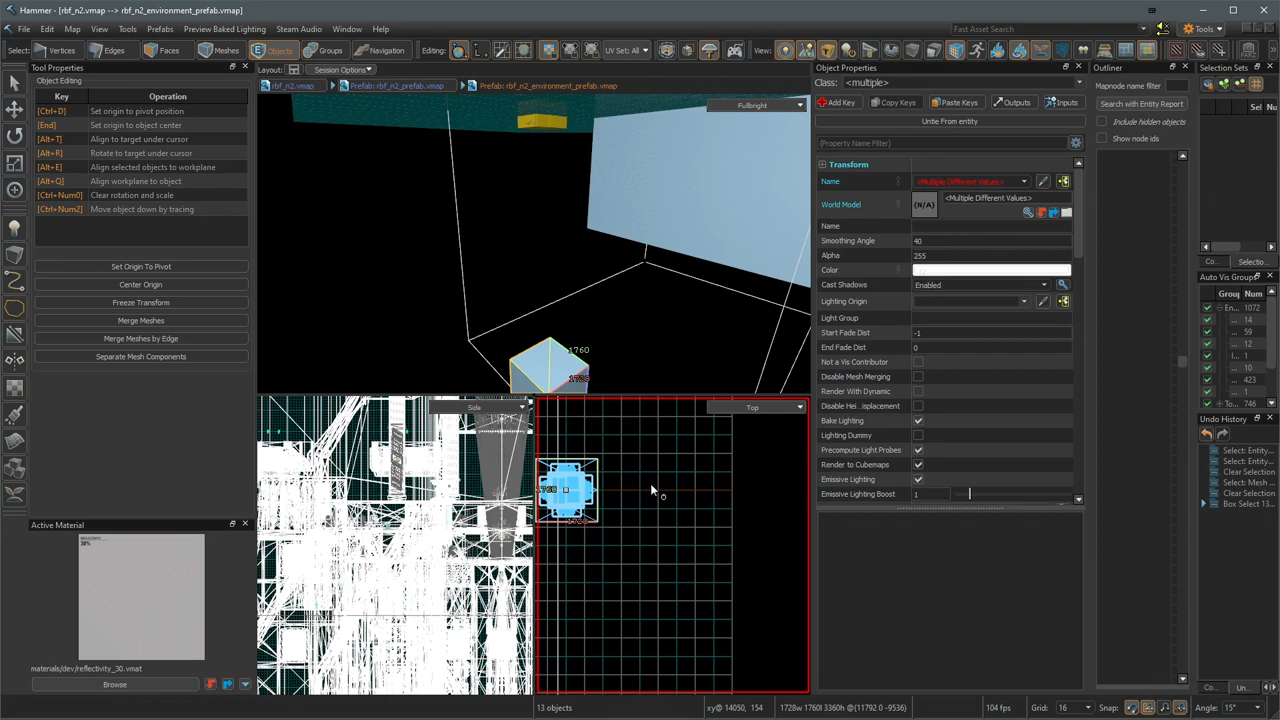 Hammer - [rbf_n2.vmap --> rbf_n2_environment_prefab.vmap]
File Edit Map View Tools Prefabs Preview Baked Lighting Steam Audio Window Help
Fast Asset Search
Tools
Select: Vertices Edges Faces Meshes Objects Groups Navigation Editing: UV Set: All View:
Tool Properties
Object Editing
Key Operation
[Ctrl+D] Set origin to pivot position
[End] Set origin to object center
[Alt+T] Align to target under cursor
[Alt+R] Rotate to target under cursor
[Alt+E] Align selected objects to workplane
[Alt+Q] Align workplane to object
[Ctrl+Num0] Clear rotation and scale
[Ctrl+Num2] Move object down by tracing
Set Origin To Pivot
Center Origin
Freeze Transform
Merge Meshes
Merge Meshes by Edge
Separate Mesh Components
Active Material
30%
materials/dev/reflectivity_30.vmat
Browse
Layout: Session Options
rbf_n2.vmap Prefab: rbf_n2_prefab.vmap Prefab: rbf_n2_environment_prefab.vmap
Fullbright
1760
1728
Side
Top
1760
1728
Object Properties
Class: <multiple>
Add Key Copy Keys Paste Keys Outputs Inputs
Untie From entity
(Property Name Filter)
Transform
Name <Multiple Different Values>
World Model {N/A} <Multiple Different Values>
Name
Smoothing Angle 40
Alpha 255
Color
Cast Shadows Enabled
Lighting Origin
Light Group
Start Fade Dist -1
End Fade Dist 0
Not a Vis Contributor
Disable Mesh Merging
Render With Dynamic
Disable Hei...isplacement
Bake Lighting
Lighting Dummy
Precompute Light Probes
Render to Cubemaps
Emissive Lighting
Emissive Lighting Boost 1
Outliner
Mapnode name filter
Search with Entity Report
Include hidden objects
Show node ids
Selection Sets
Sel Nu
Co... Selectio...
Auto Vis Groups
Grou Num
En... 1072
... 14
... 59
... 12
I... 1
... 10
... 423
To... 746
Undo History
Select: Entity...
Select: Entity...
Clear Selection
Select: Mesh ...
Clear Selection
Box Select 13...
Co... Un...
13 objects
xy@ 14050, 154
1728w 1760l 3360h @(11792 0 -9536)
104 fps
Grid: 16
Snap:
Angle: 15°